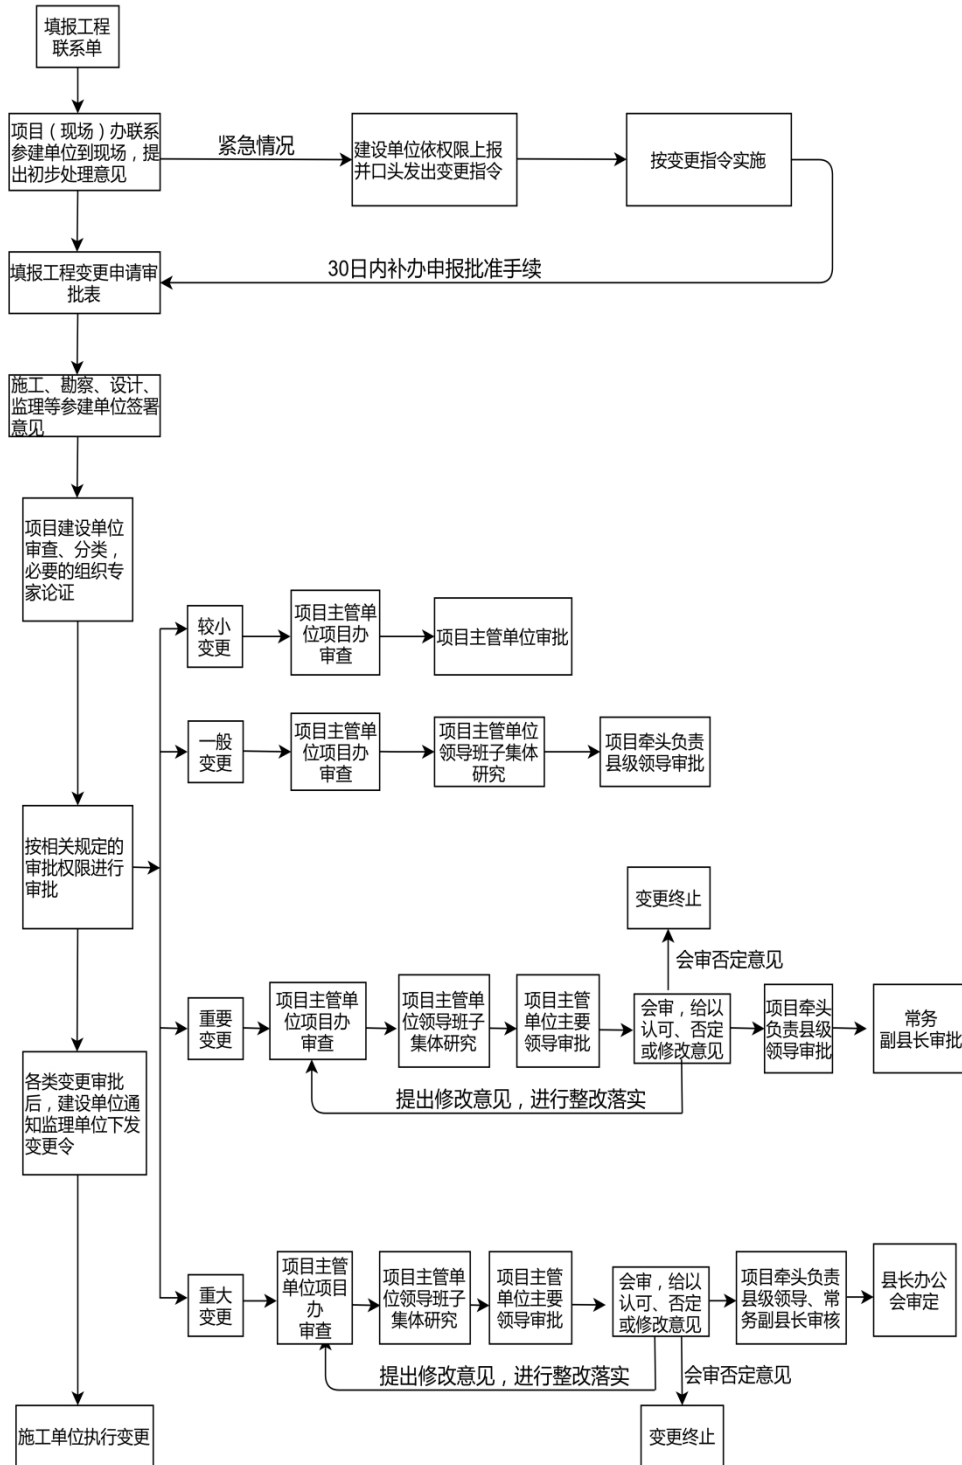 填报工程
联系单
项目（现场）办联系
参建单位到现场，提
出初步处理意见
紧急情况
建设单位依权限上报
并口头发出变更指令
按变更指令实施
30日内补办申报批准手续
填报工程变更申请审
批表
施工、勘察、设计、
监理等参建单位签署
意见
项目建设单位
审查、分类，
必要的组织专
家论证
按相关规定的
审批权限进行
审批
较小
变更
项目主管单
位项目办
审查
项目主管单位审批
一般
变更
项目主管单
位项目办
审查
项目主管单位
领导班子集体
研究
项目牵头负责
县级领导审批
重要
变更
项目主管单
位项目办
审查
项目主管单
位领导班子
集体研究
项目主管
单位主要
领导审批
会审，给以
认可、否定
或修改意见
变更终止
会审否定意见
项目牵头
负责县级
领导审批
常务
副县长审批
提出修改意见，进行整改落实
重大
变更
项目主管
单位项目
办
审查
项目主管单
位领导班子
集体研究
项目主管
单位主要
领导审批
会审，给以
认可、否定
或修改意见
项目牵头负责
县级领导、常
务副县长审核
县长办公
会审定
提出修改意见，进行整改落实
会审否定意见
变更终止
各类变更审批
后，建设单位通
知监理单位下发
变更令
施工单位执行变更